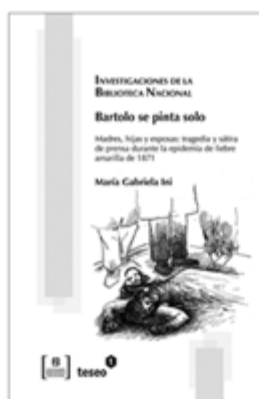 INVESTIGACIONES DE LA
BIBLIOTECA NACIONAL
Bartolo se pinta solo
Madres, hijas y esposas: tragedia y sátira
de prensa durante la epidemia de fiebre
amarilla de 1871
María Gabriela Ini
teseo